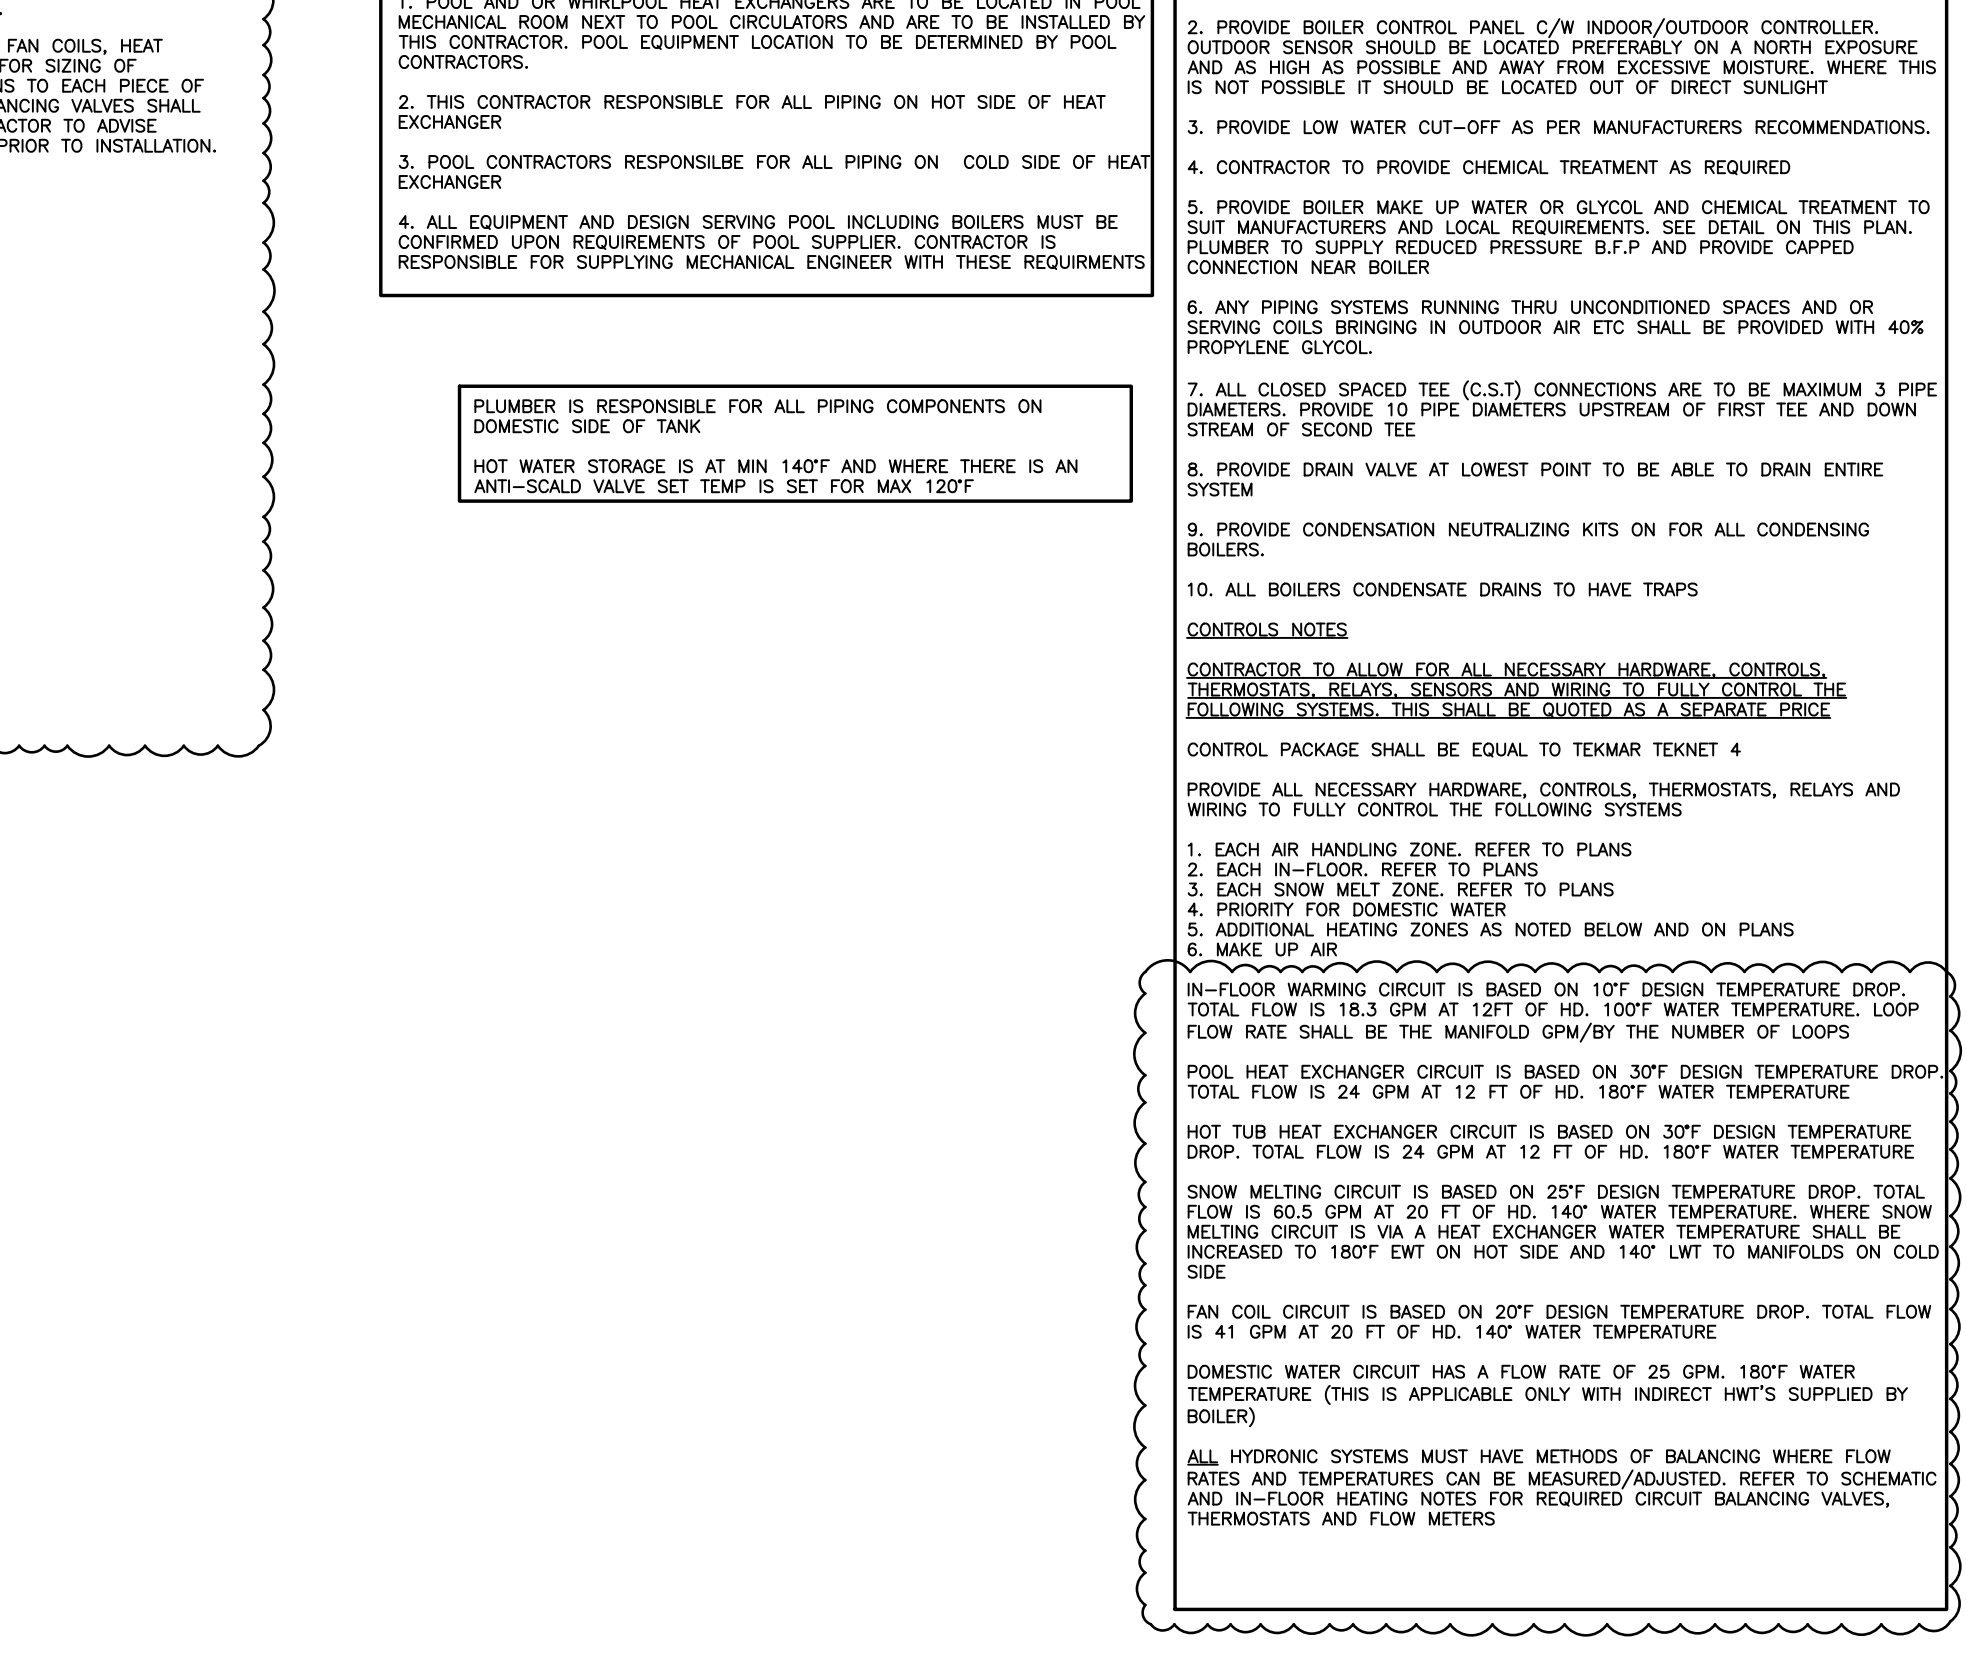 FAN COILS, HEAT
FOR SIZING OF
TO EACH PIECE OF
VALVES SHALL
TO ADVISE
PRIOR TO INSTALLATION.
1. POOL AND OR WHIRLPOOL HEAT EXCHANGERS ARE TO BE LOCATED IN POOL
MECHANICAL ROOM NEXT TO POOL CIRCULATORS AND ARE TO BE INSTALLED BY
THIS CONTRACTOR. POOL EQUIPMENT LOCATION TO BE DETERMINED BY POOL
CONTRACTORS.
2. THIS CONTRACTOR RESPONSIBLE FOR ALL PIPING ON HOT SIDE OF HEAT
EXCHANGER
3. POOL CONTRACTORS RESPONSILBE FOR ALL PIPING ON COLD SIDE OF HEAT
EXCHANGER
4. ALL EQUIPMENT AND DESIGN SERVING POOL INCLUDING BOILERS MUST BE
CONFIRMED UPON REQUIREMENTS OF POOL SUPPLIER. CONTRACTOR IS
RESPONSIBLE FOR SUPPLYING MECHANICAL ENGINEER WITH THESE REQUIRMENTS
PLUMBER IS RESPONSIBLE FOR ALL PIPING COMPONENTS ON
DOMESTIC SIDE OF TANK
HOT WATER STORAGE IS AT MIN 140°F AND WHERE THERE IS AN
ANTI-SCALD VALVE SET TEMP IS SET FOR MAX 120°F
2. PROVIDE BOILER CONTROL PANEL C/W INDOOR/OUTDOOR CONTROLLER.
OUTDOOR SENSOR SHOULD BE LOCATED PREFERABLY ON A NORTH EXPOSURE
AND AS HIGH AS POSSIBLE AND AWAY FROM EXCESSIVE MOISTURE. WHERE THIS
IS NOT POSSIBLE IT SHOULD BE LOCATED OUT OF DIRECT SUNLIGHT
3. PROVIDE LOW WATER CUT-OFF AS PER MANUFACTURERS RECOMMENDATIONS.
4. CONTRACTOR TO PROVIDE CHEMICAL TREATMENT AS REQUIRED
5. PROVIDE BOILER MAKE UP WATER OR GLYCOL AND CHEMICAL TREATMENT TO
SUIT MANUFACTURERS AND LOCAL REQUIREMENTS. SEE DETAIL ON THIS PLAN.
PLUMBER TO SUPPLY REDUCED PRESSURE B.F.P AND PROVIDE CAPPED
CONNECTION NEAR BOILER
6. ANY PIPING SYSTEMS RUNNING THRU UNCONDITIONED SPACES AND OR
SERVING COILS BRINGING IN OUTDOOR AIR ETC SHALL BE PROVIDED WITH 40%
PROPYLENE GLYCOL.
7. ALL CLOSED SPACED TEE (C.S.T) CONNECTIONS ARE TO BE MAXIMUM 3 PIPE
DIAMETERS. PROVIDE 10 PIPE DIAMETERS UPSTREAM OF FIRST TEE AND DOWN
STREAM OF SECOND TEE
8. PROVIDE DRAIN VALVE AT LOWEST POINT TO BE ABLE TO DRAIN ENTIRE
SYSTEM
9. PROVIDE CONDENSATION NEUTRALIZING KITS ON FOR ALL CONDENSING
BOILERS.
10. ALL BOILERS CONDENSATE DRAINS TO HAVE TRAPS
CONTROLS NOTES
CONTRACTOR TO ALLOW FOR ALL NECESSARY HARDWARE, CONTROLS,
THERMOSTATS, RELAYS, SENSORS AND WIRING TO FULLY CONTROL THE
FOLLOWING SYSTEMS. THIS SHALL BE QUOTED AS A SEPARATE PRICE
CONTROL PACKAGE SHALL BE EQUAL TO TEKMAR TEKNET 4
PROVIDE ALL NECESSARY HARDWARE, CONTROLS, THERMOSTATS, RELAYS AND
WIRING TO FULLY CONTROL THE FOLLOWING SYSTEMS
1. EACH AIR HANDLING ZONE. REFER TO PLANS
2. EACH IN-FLOOR. REFER TO PLANS
3. EACH SNOW MELT ZONE. REFER TO PLANS
4. PRIORITY FOR DOMESTIC WATER
5. ADDITIONAL HEATING ZONES AS NOTED BELOW AND ON PLANS
6. MAKE UP AIR
IN-FLOOR WARMING CIRCUIT IS BASED ON 10°F DESIGN TEMPERATURE DROP.
TOTAL FLOW IS 18.3 GPM AT 12FT OF HD. 100°F WATER TEMPERATURE. LOOP
FLOW RATE SHALL BE THE MANIFOLD GPM/BY THE NUMBER OF LOOPS
POOL HEAT EXCHANGER CIRCUIT IS BASED ON 30°F DESIGN TEMPERATURE DROP.
TOTAL FLOW IS 24 GPM AT 12 FT OF HD. 180°F WATER TEMPERATURE
HOT TUB HEAT EXCHANGER CIRCUIT IS BASED ON 30°F DESIGN TEMPERATURE
DROP. TOTAL FLOW IS 24 GPM AT 12 FT OF HD. 180°F WATER TEMPERATURE
SNOW MELTING CIRCUIT IS BASED ON 25°F DESIGN TEMPERATURE DROP. TOTAL
FLOW IS 60.5 GPM AT 20 FT OF HD. 140° WATER TEMPERATURE. WHERE SNOW
MELTING CIRCUIT IS VIA A HEAT EXCHANGER WATER TEMPERATURE SHALL BE
INCREASED TO 180°F EWT ON HOT SIDE AND 140° LWT TO MANIFOLDS ON COLD
SIDE
FAN COIL CIRCUIT IS BASED ON 20°F DESIGN TEMPERATURE DROP. TOTAL FLOW
IS 41 GPM AT 20 FT OF HD. 140° WATER TEMPERATURE
DOMESTIC WATER CIRCUIT HAS A FLOW RATE OF 25 GPM. 180°F WATER
TEMPERATURE (THIS IS APPLICABLE ONLY WITH INDIRECT HWT'S SUPPLIED BY
BOILER)
ALL HYDRONIC SYSTEMS MUST HAVE METHODS OF BALANCING WHERE FLOW
RATES AND TEMPERATURES CAN BE MEASURED/ADJUSTED. REFER TO SCHEMATIC
AND IN-FLOOR HEATING NOTES FOR REQUIRED CIRCUIT BALANCING VALVES,
THERMOSTATS AND FLOW METERS